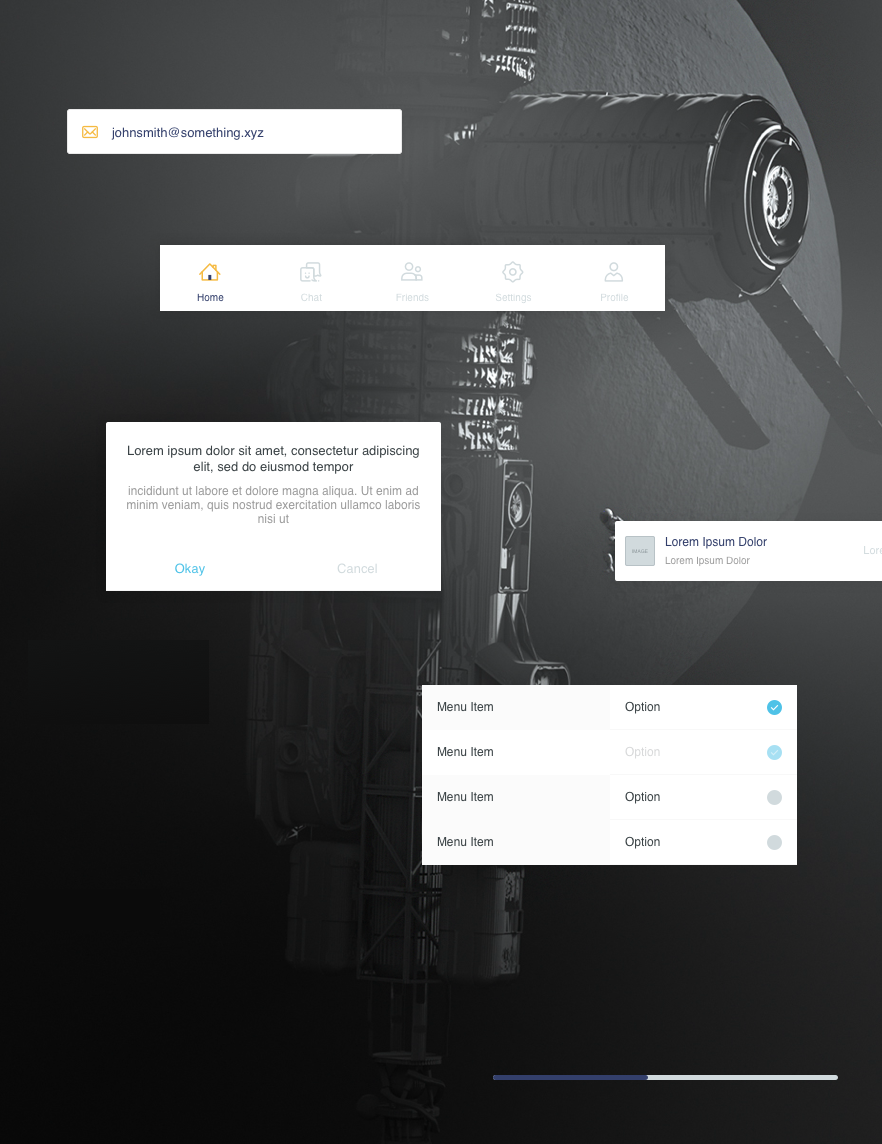 johnsmith@something.xyz
Home
Chat
Friends
Settings
Profile
Lorem ipsum dolor sit amet, consectetur adipiscing
elit, sed do eiusmod tempor
incididunt ut labore et dolore magna aliqua. Ut enim ad
minim veniam, quis nostrud exercitation ullamco laboris
nisi ut
Okay
Cancel
IMAGE
Lorem Ipsum Dolor
Lorem Ipsum Dolor
Menu Item
Option
Menu Item
Option
Menu Item
Option
Menu Item
Option